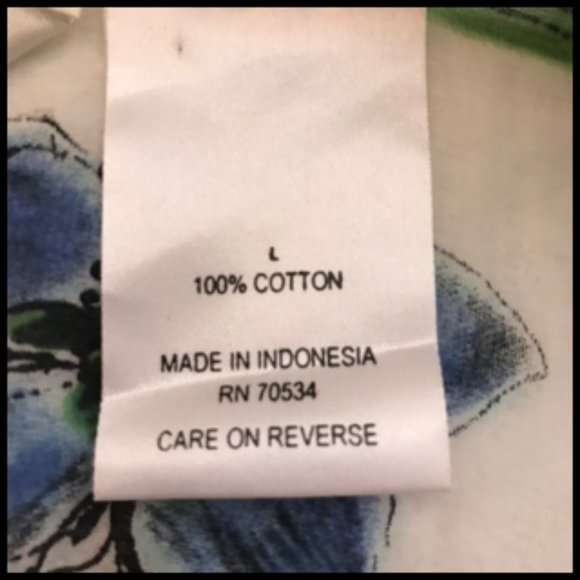 L
100% COTTON
MADE IN INDONESIA
RN 70534
CARE ON REVERSE